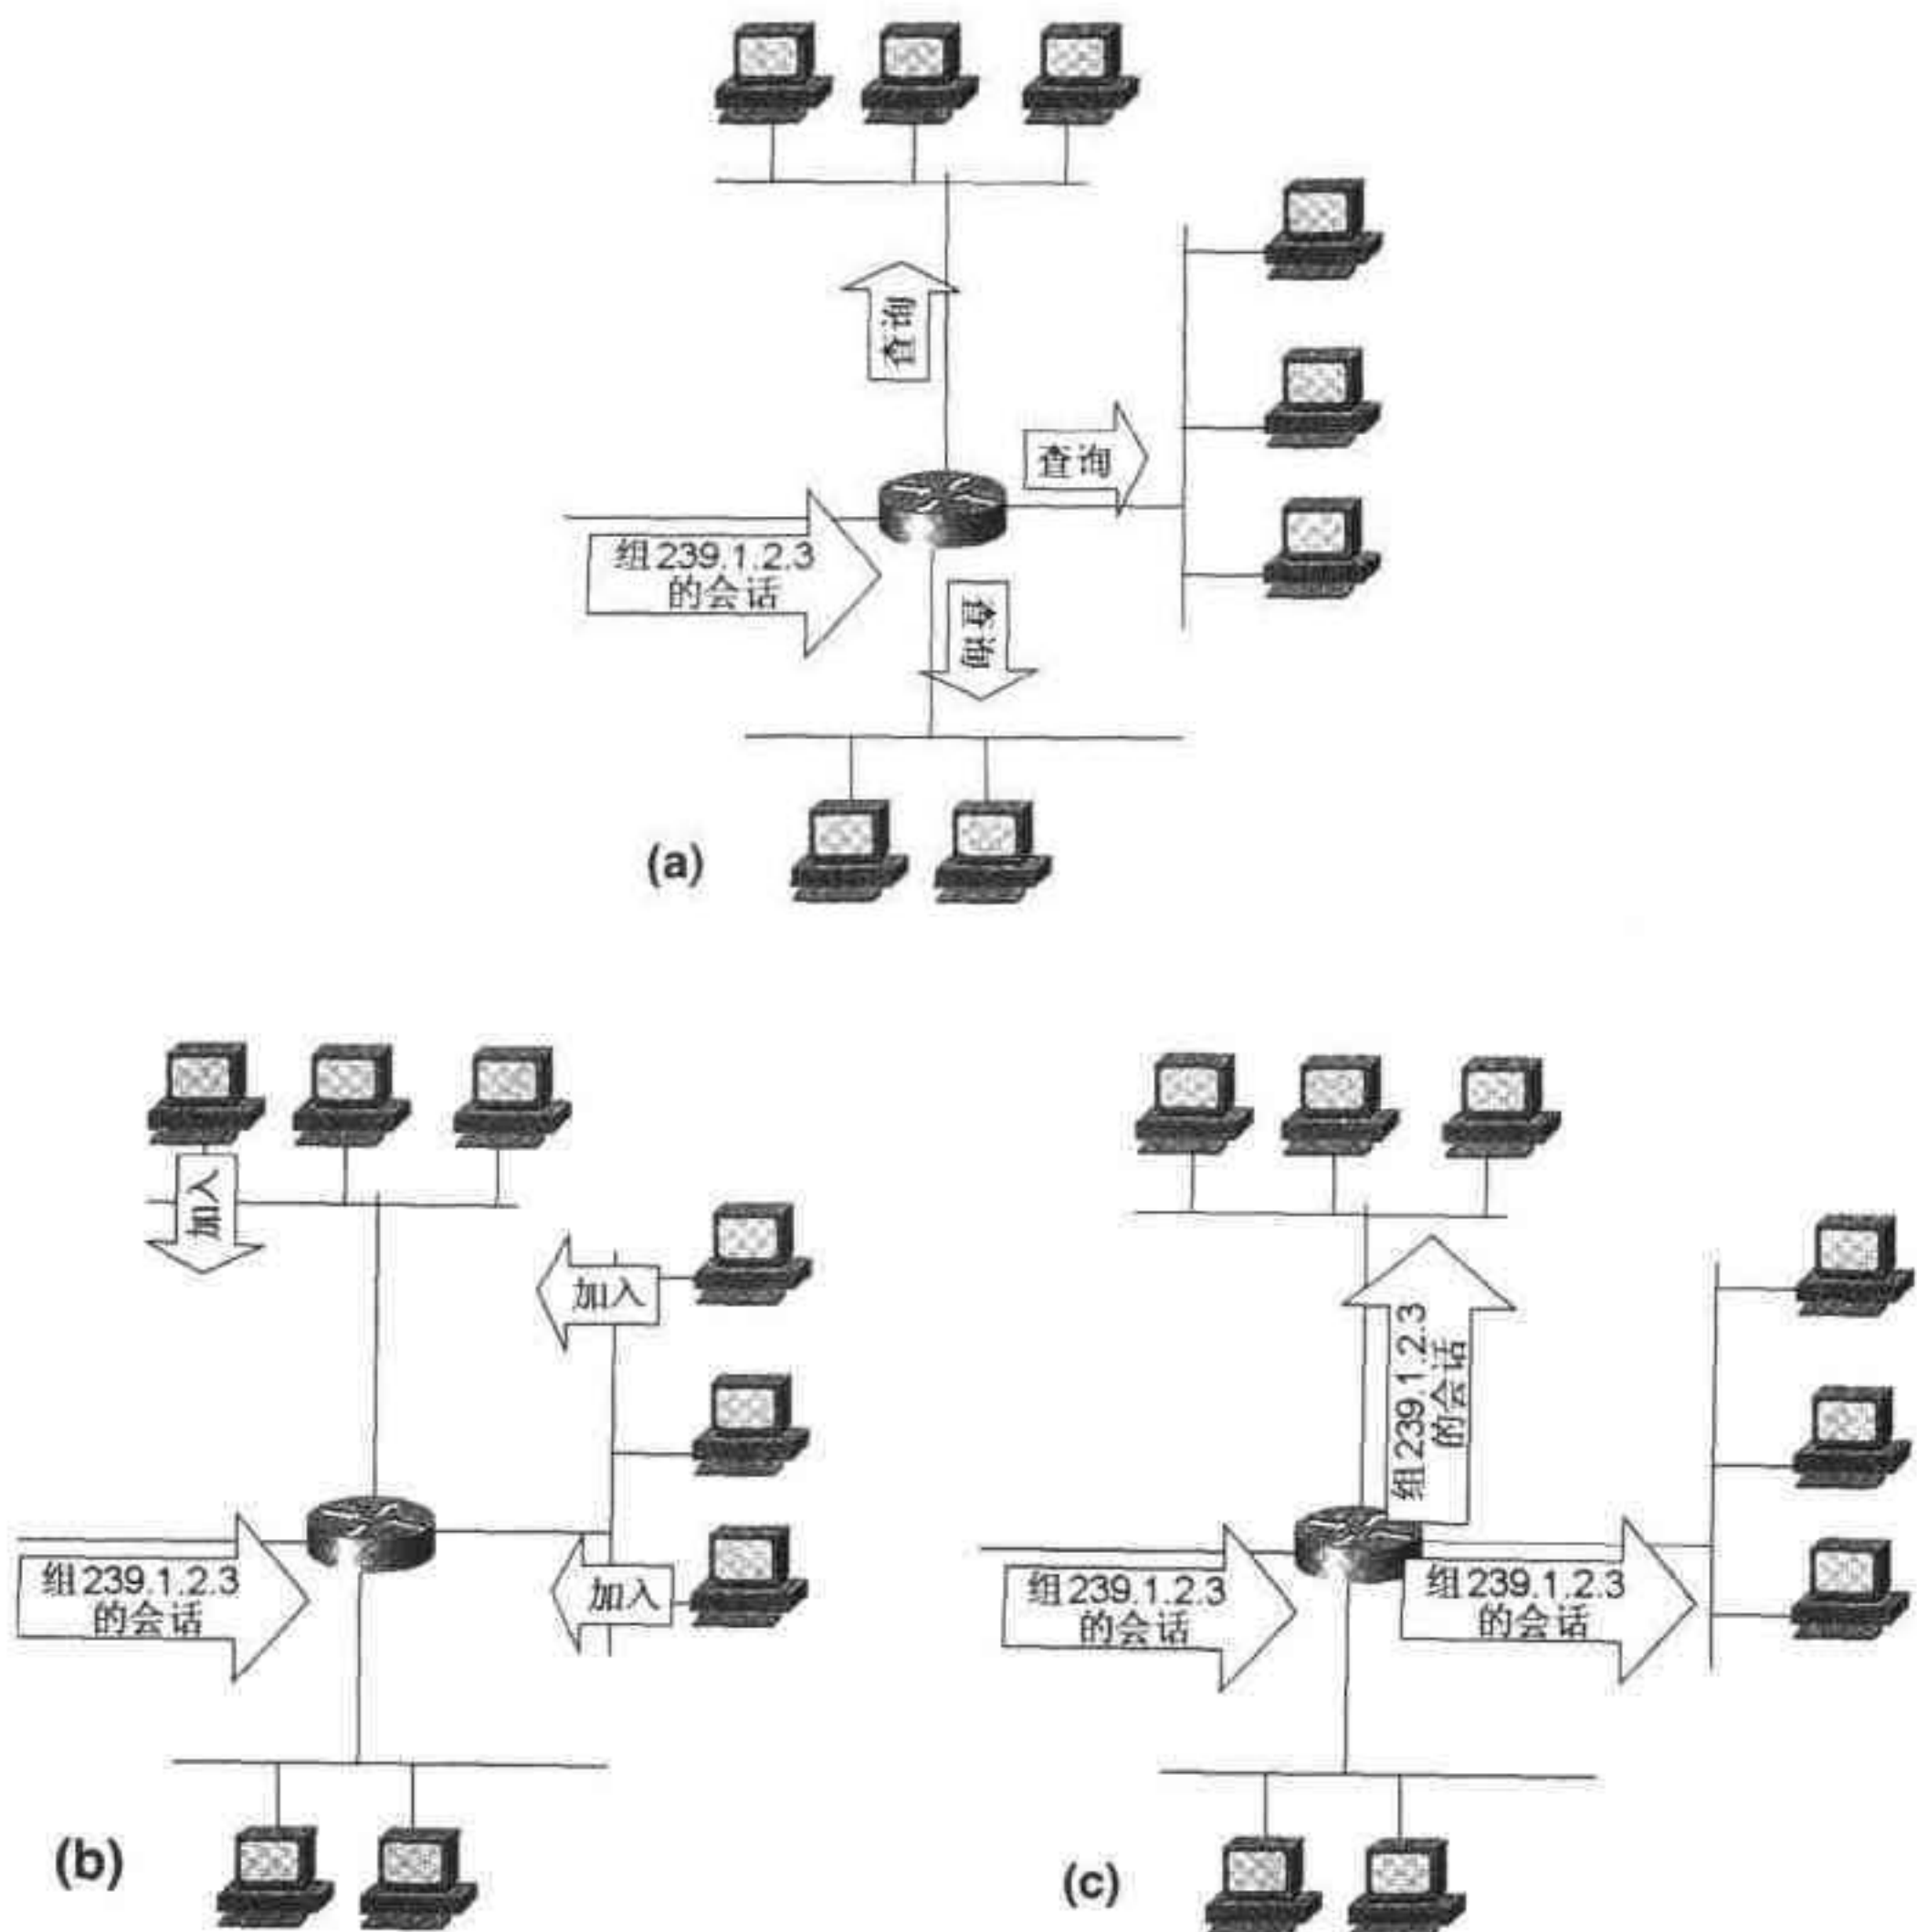 查询
查询
组239.1.2.3
的会话
查询
(a)
加入
加入
组239.1.2.3
的会话
加入
(b)
组239.1.2.3
的会话
组239.1.2.3
的会话
组239.1.2.3
的会话
(c)